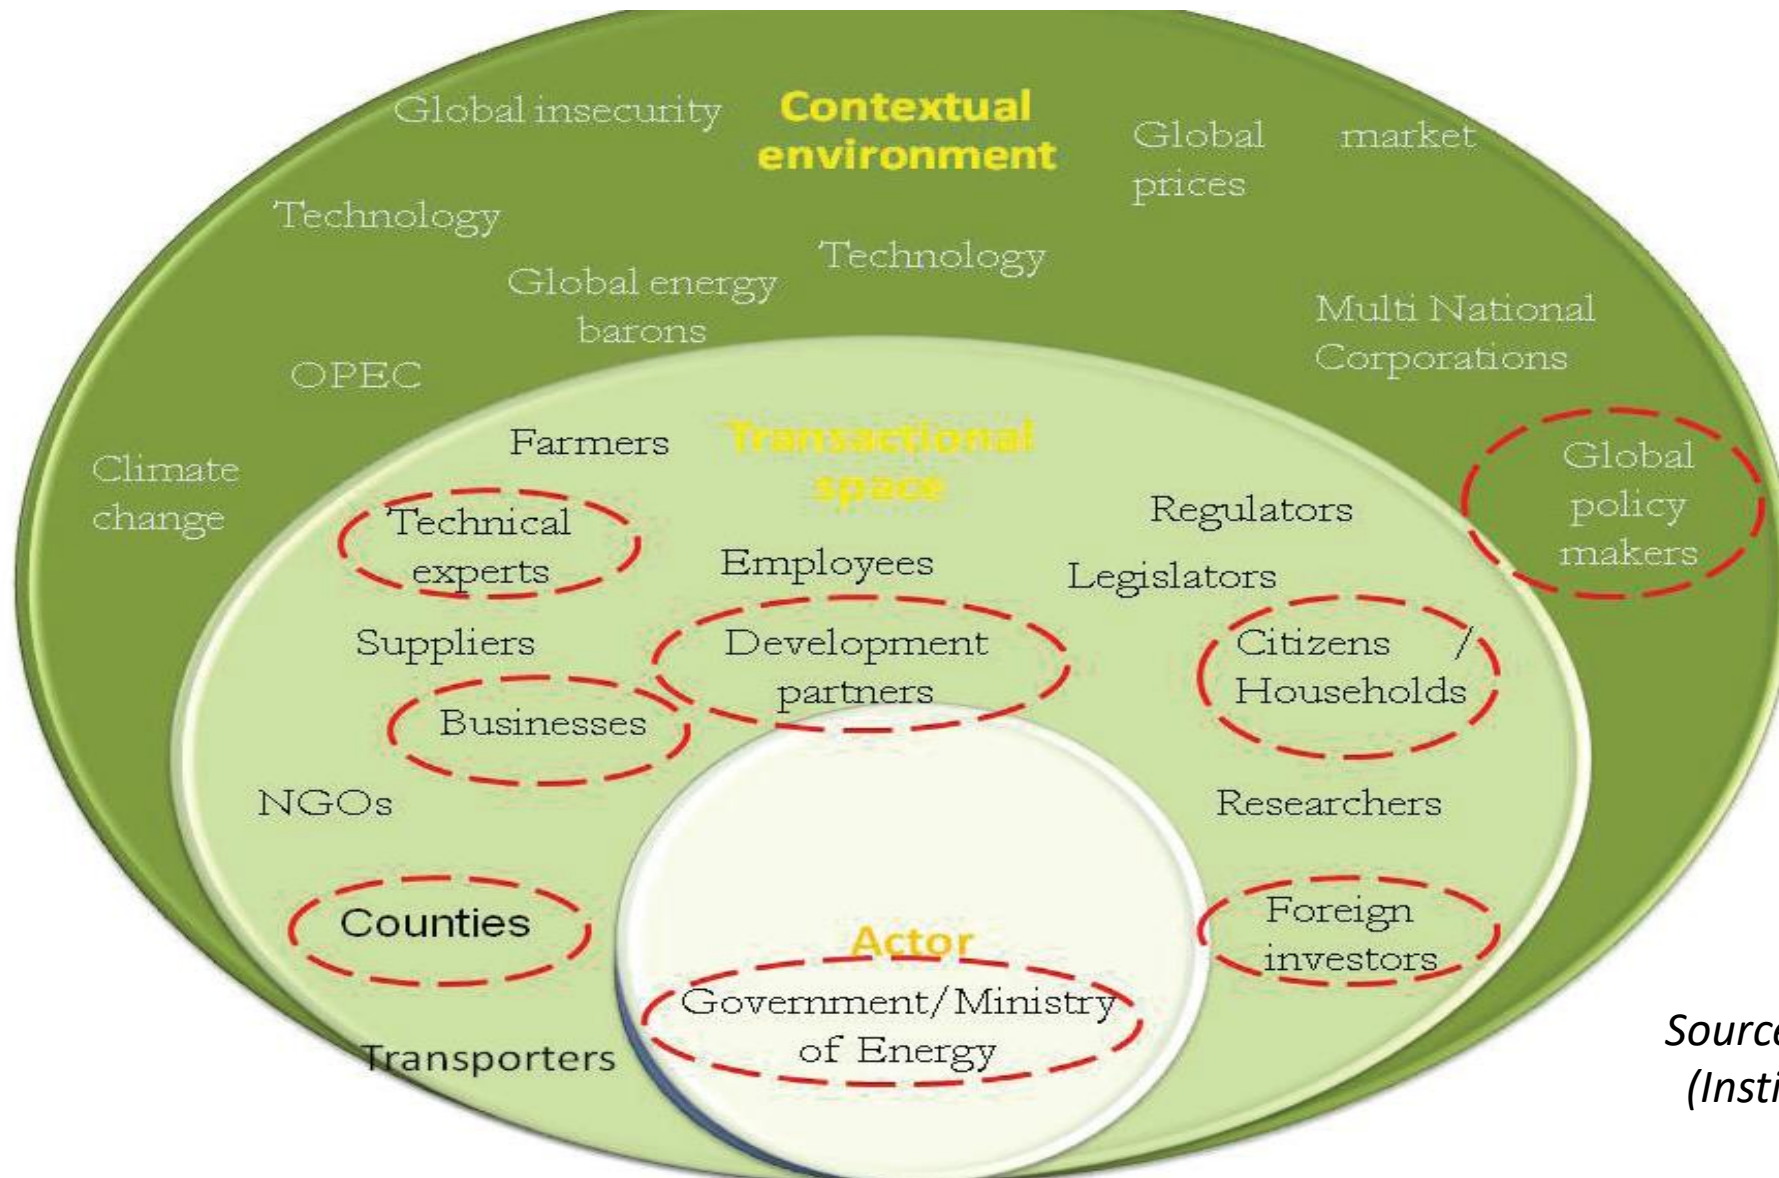 Global insecurity
Contextual
environment
Global market
prices
Technology
Technology
Global energy
barons
Multi National
Corporations
OPEC
Climate
change
Farmers
Transactional
space
Global
policy
makers
Technical
experts
Regulators
Employees
Legislators
Suppliers
Development
partners
Citizens /
Households
Businesses
NGOs
Researchers
Counties
Foreign
investors
Actor
Government/Ministry
of Energy
Transporters